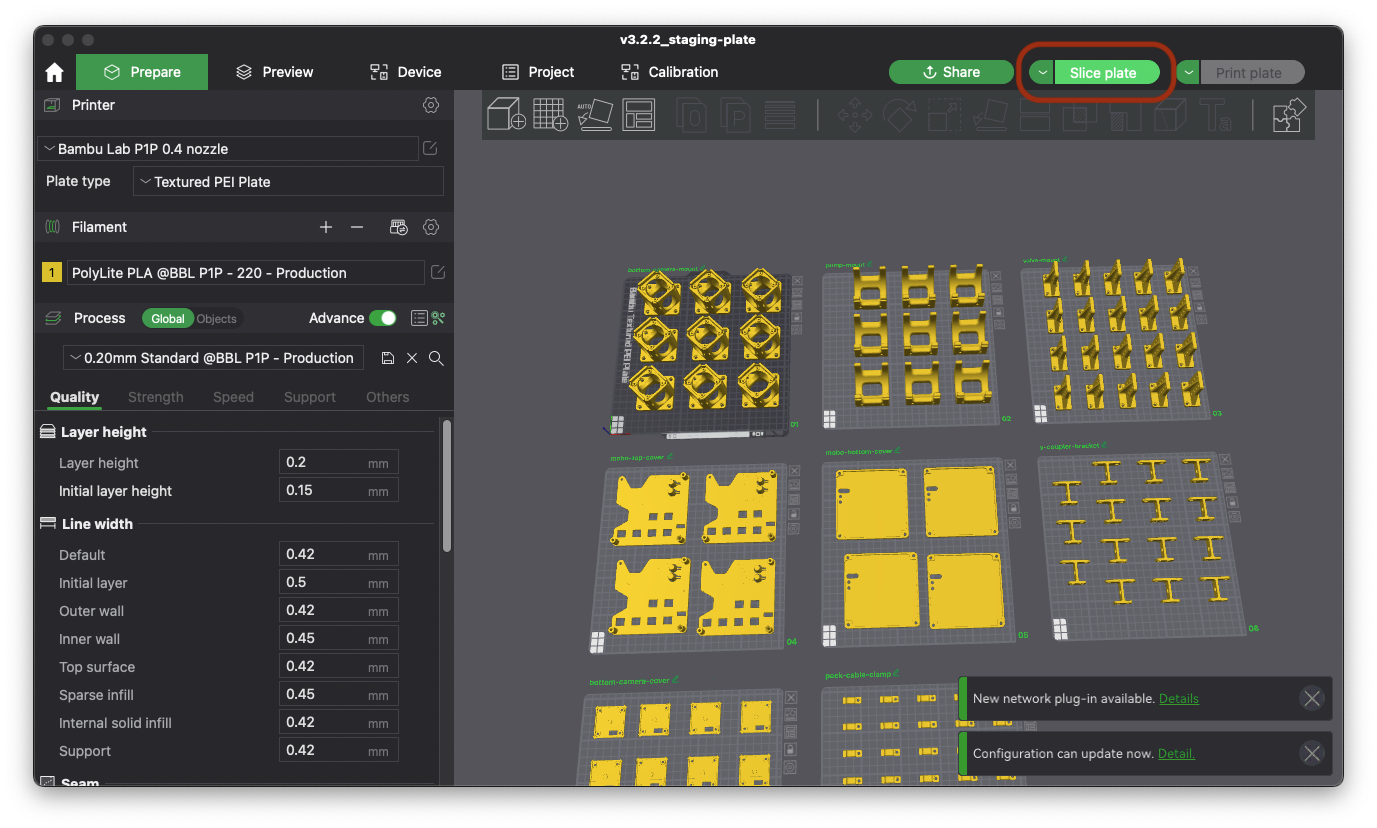 v3.2.2_staging-plate
Prepare
Preview
Device
Project
Calibration
Share
Slice plate
Print plate
Printer
AUTO
Bambu Lab P1P 0.4 nozzle
Plate type
Textured PEI Plate
Filament
1
PolyLite PLA @BBL P1P - 220 - Production
Process
Global
Objects
Advance
0.20mm Standard @BBL P1P - Production
Quality
Strength
Speed
Support
Others
Layer height
Layer height 0.2 mm
Initial layer height 0.15 mm
Line width
Default 0.42 mm
Initial layer 0.5 mm
Outer wall 0.42 mm
Inner wall 0.45 mm
Top surface 0.42 mm
Sparse infill 0.45 mm
Internal solid infill 0.42 mm
Support 0.42 mm
Seam
bottom-camera-mount
pump-mount
valve-mount
Bambu Textured PEI Plate
01
02
03
mobo-top-cover
mobo-bottom-cover
y-coupler-bracket
04
05
06
bottom-camera-cover
New network plug-in available. Details
Configuration can update now. Detail.